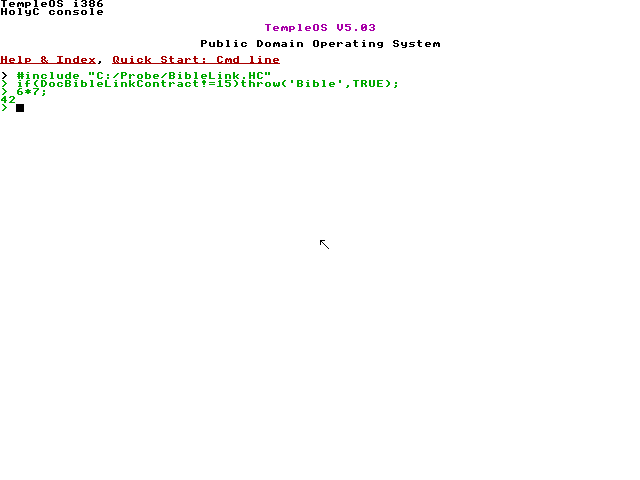 TempleOS i386
HolyC console
TempleOS V5.03
Public Domain Operating System
Help & Index, Quick Start: Cmd line
> #include "C:/Probe/BibleLink.HC"
> if(DocBibleLinkContract!=15)throw('Bible',TRUE);
> 6*7;
42
>